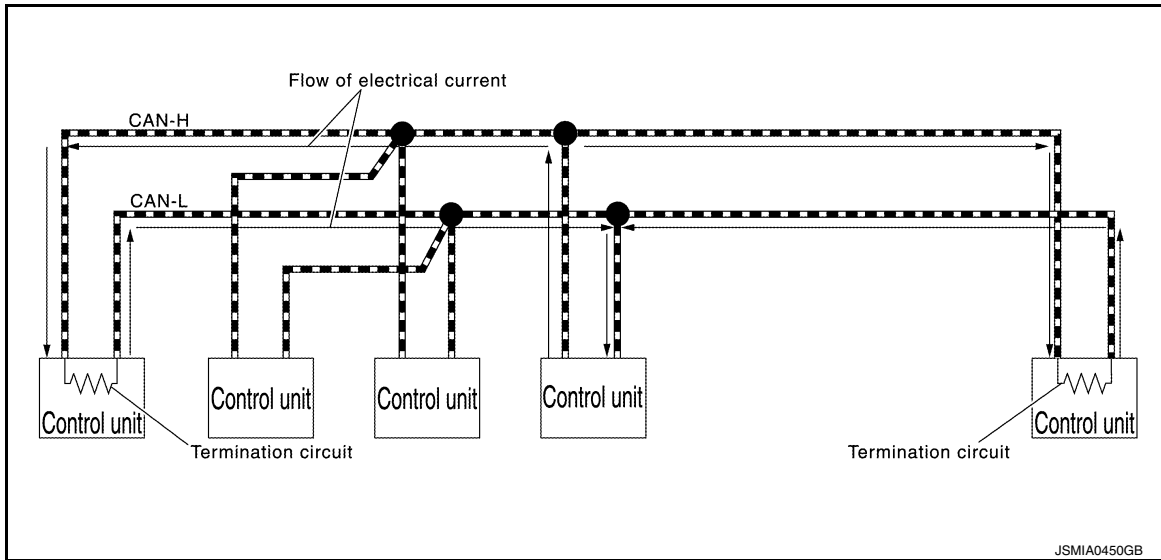 Flow of electrical current
CAN-H
CAN-L
Control unit
Control unit
Control unit
Control unit
Control unit
Termination circuit
Termination circuit
JSMIA0450GB